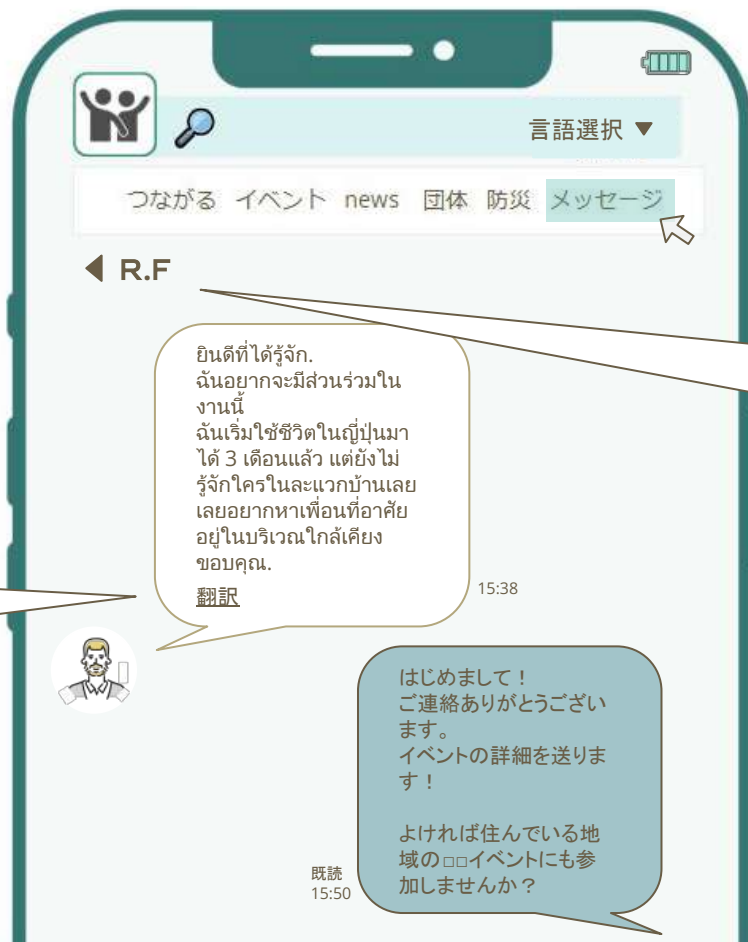 言語選択 ▼
つながる イベント news 団体 防災 メッセージ
◀ R.F
ยินดีที่ได้รู้จัก.
ฉันอยากจะมีส่วนร่วมใน
งานนี้
ฉันเริ่มใช้ชีวิตในญี่ปุ่นมา
ได้ 3 เดือนแล้ว แต่ยังไม่
รู้จักใครในละแวกบ้านเลย
เลยอยากหาเพื่อนที่อาศัย
อยู่ในบริเวณใกล้เคียง
ขอบคุณ.
翻訳
15:38
はじめまして！
ご連絡ありがとうござい
ます。
イベントの詳細を送りま
す！
よければ住んでいる地
域の□□イベントにも参
加しませんか？
既読
15:50